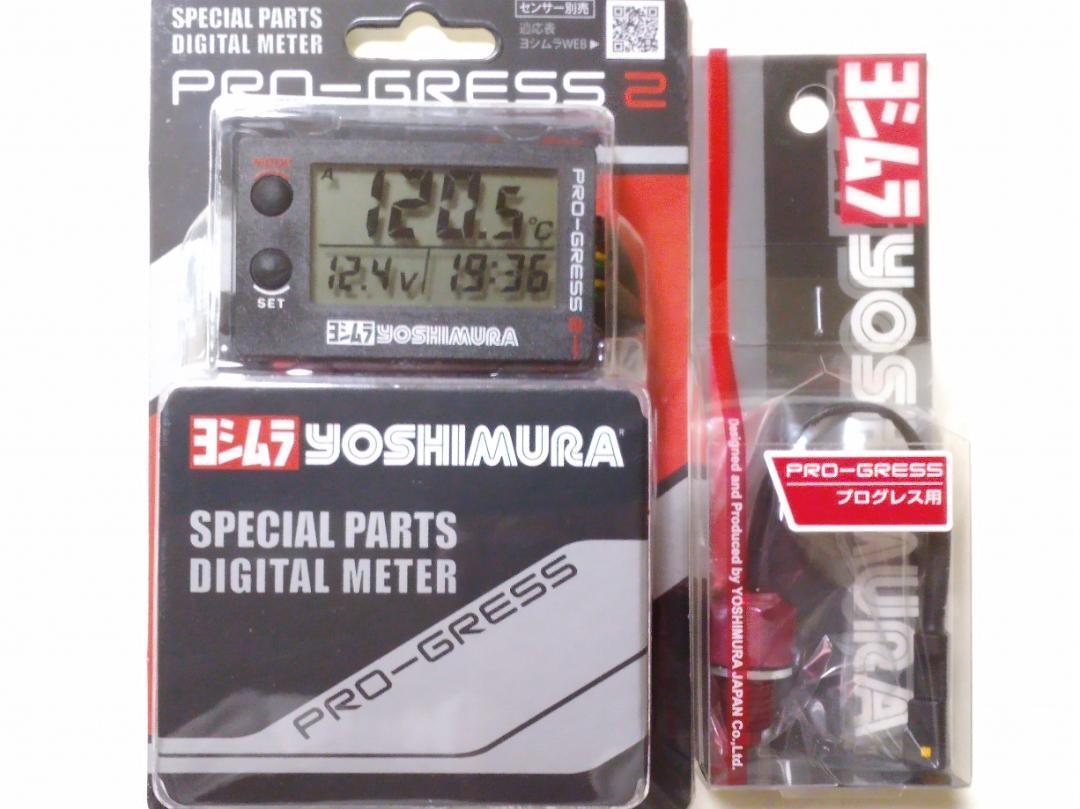 SPECIAL PARTS
DIGITAL METER
センサー別売
適応表
ヨシムラWEB▶
PRO-GRESS 2
MODE
A
120.5°C
12.4V
19:36
SET
PRO-GRESS 2
ヨシムラ YOSHIMURA
ヨシムラ YOSHIMURA
SPECIAL PARTS
DIGITAL METER
PRO-GRESS
ヨシムラ
YOSHIMURA
Designed and Produced by YOSHIMURA JAPAN Co.,Ltd.
PRO-GRESS
プログレス用